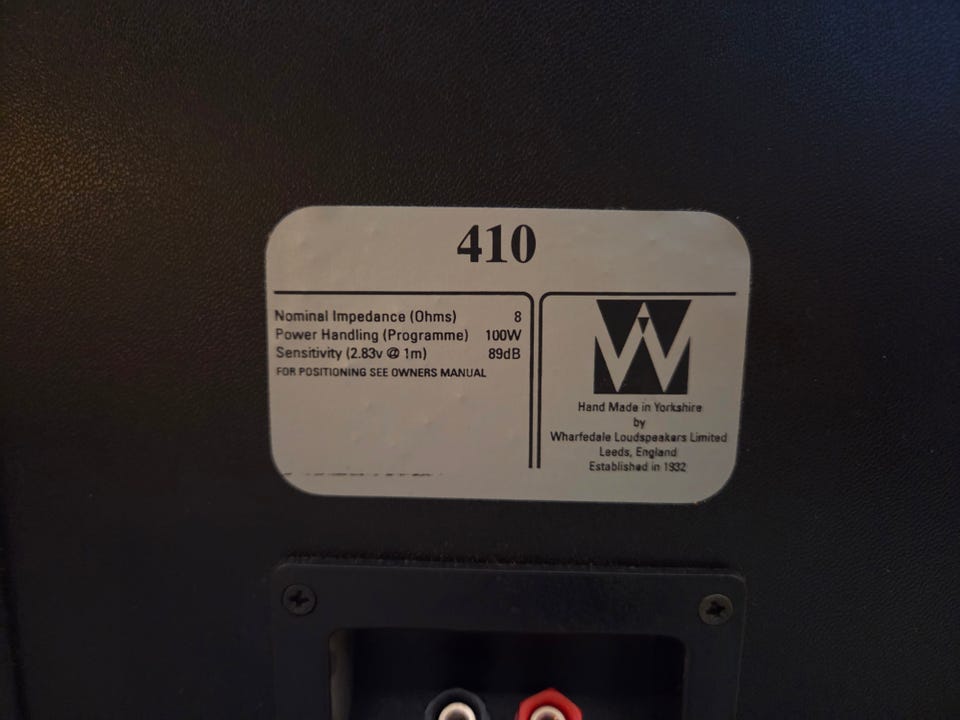 410
Nominal Impedance (Ohms) 8
Power Handling (Programme) 100W
Sensitivity (2.83v @ 1m) 89dB
FOR POSITIONING SEE OWNERS MANUAL
W
Hand Made in Yorkshire
by
Wharfedale Loudspeakers Limited
Leeds, England
Established in 1932